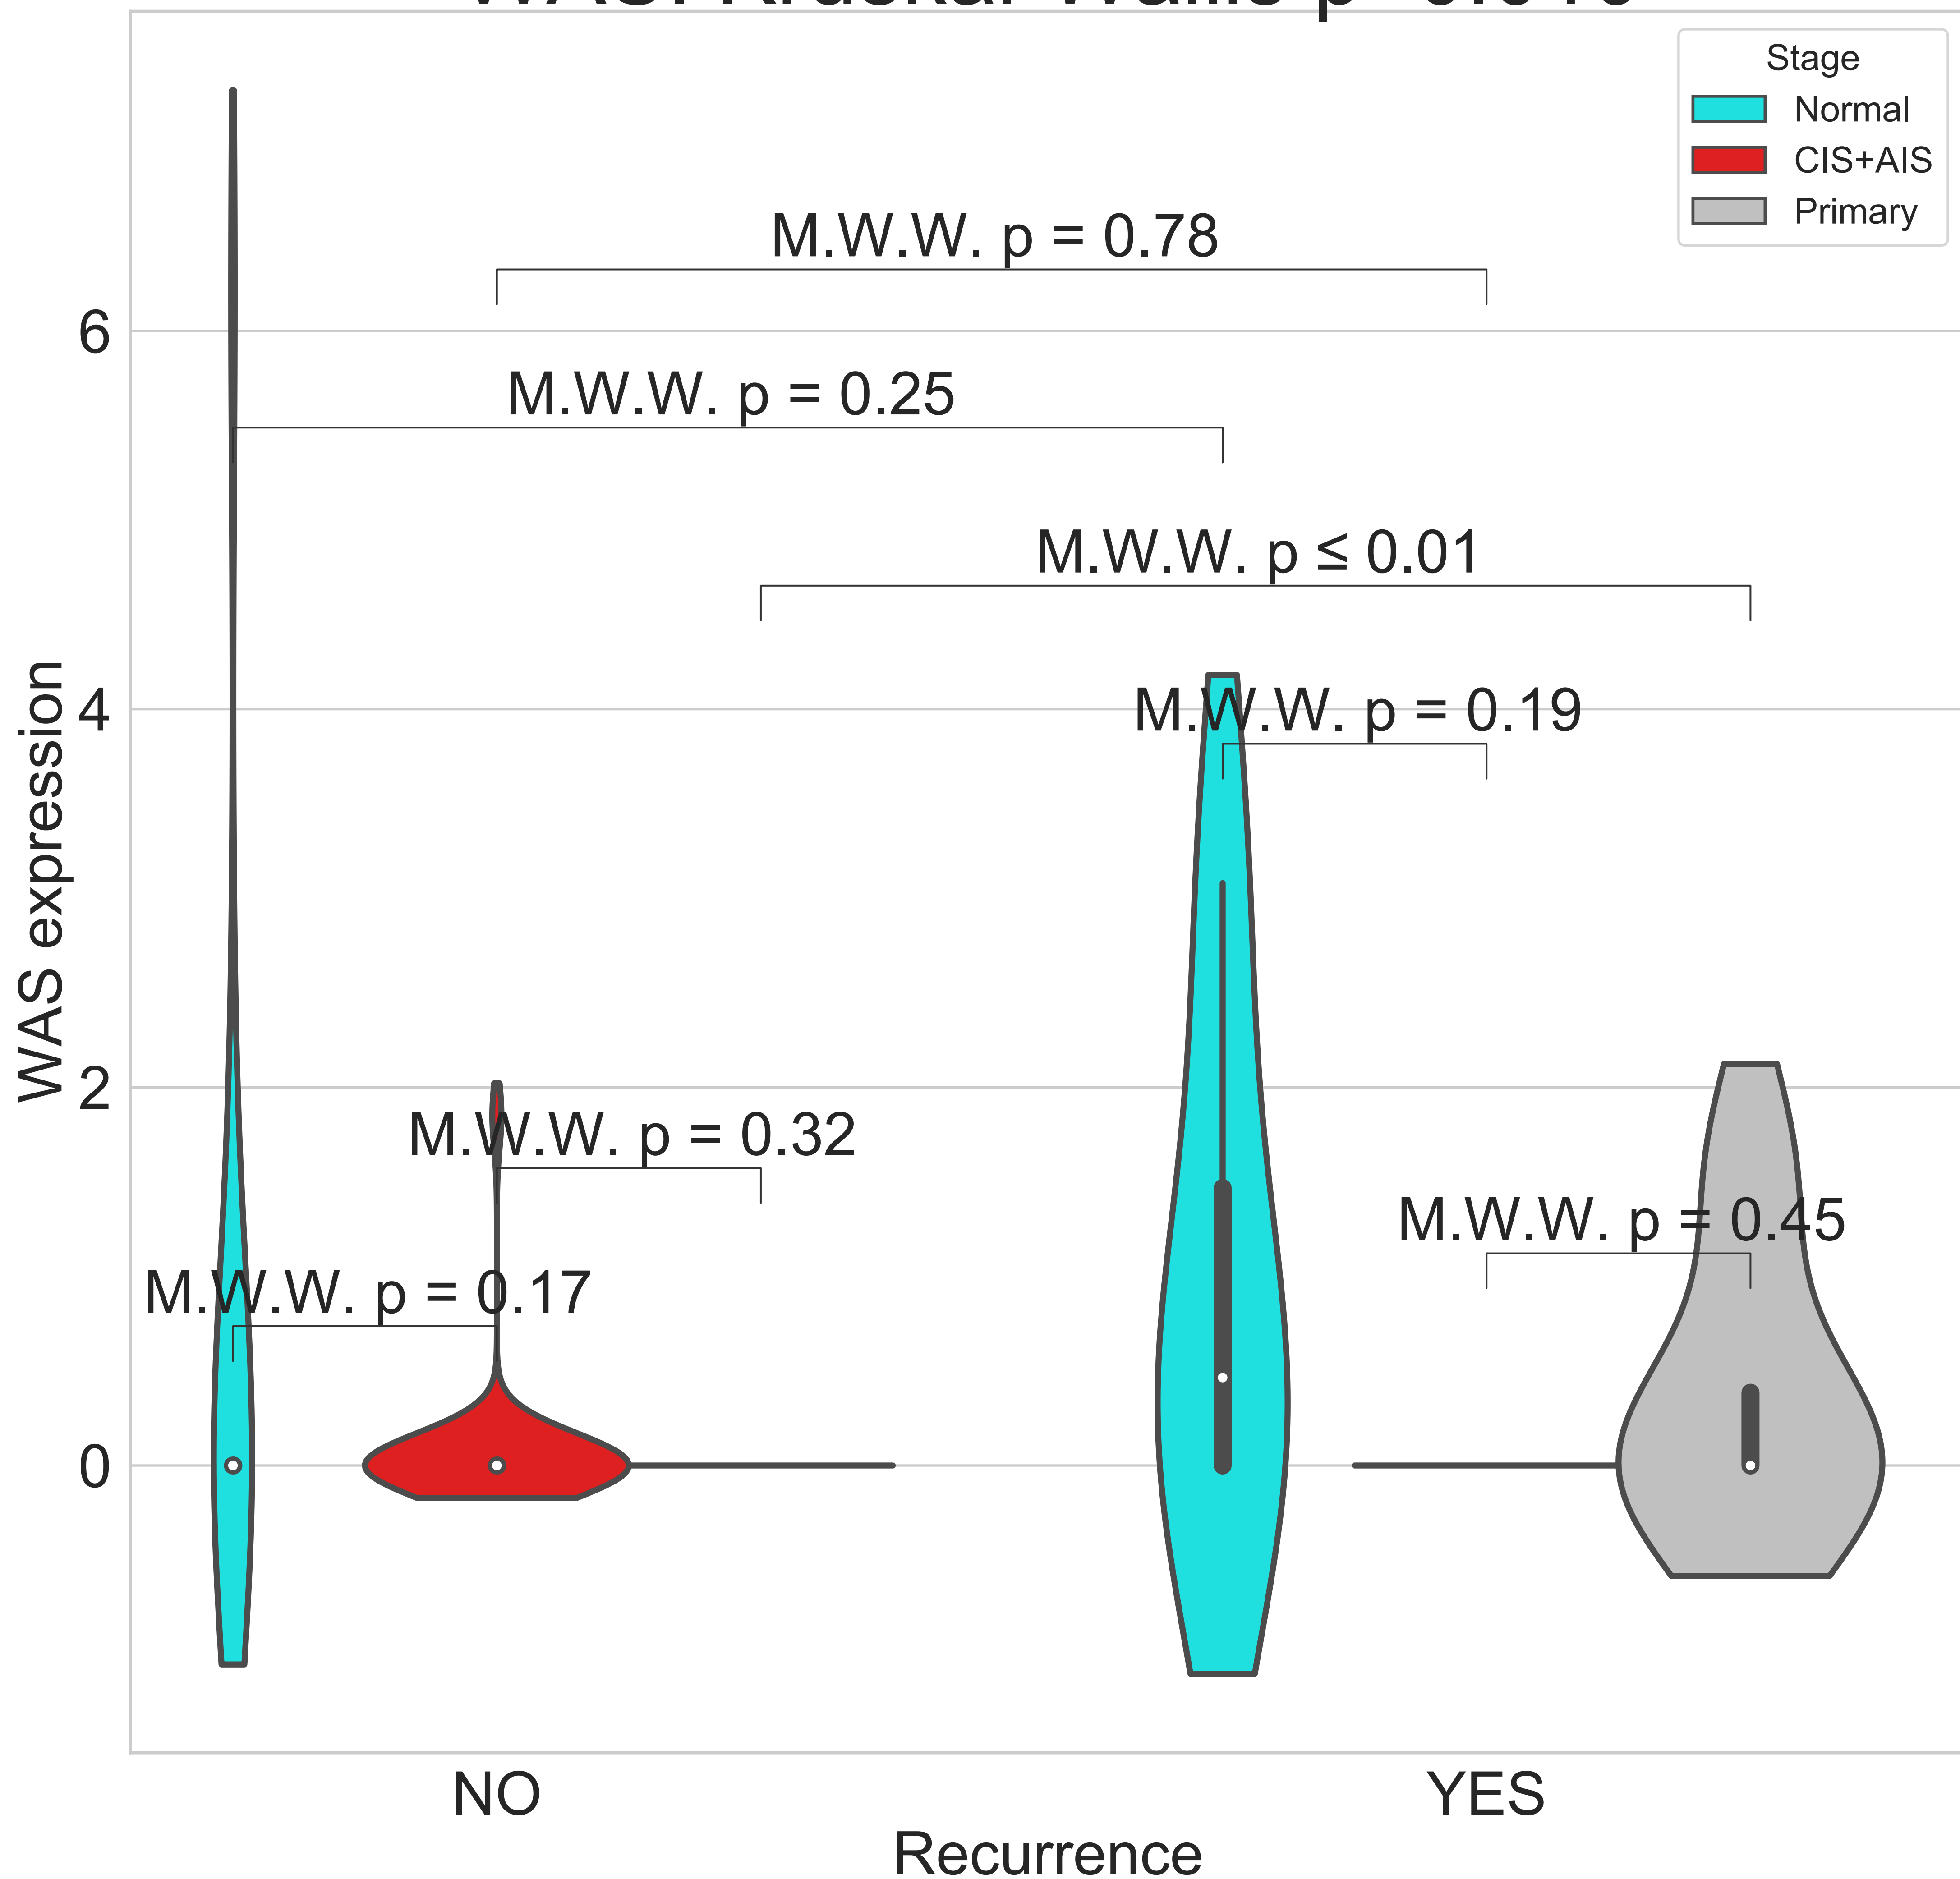 Stage
Normal
CIS+AIS
Primary
M.W.W. p = 0.78
6
M.W.W. p = 0.25
M.W.W. p ≤ 0.01
M.W.W. p = 0.19
4
WAS expression
2
M.W.W. p = 0.32
M.W.W. p = 0.45
M.W.W. p = 0.17
0
NO
YES
Recurrence